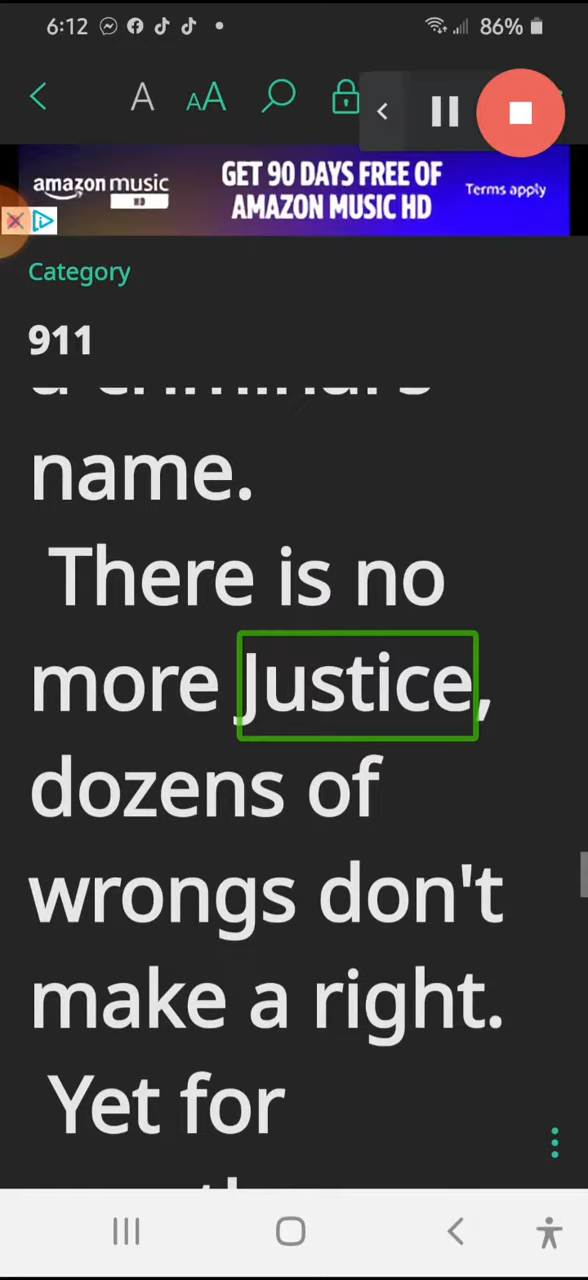 6:12
86%
A
AA
amazon music
HD
GET 90 DAYS FREE OF
AMAZON MUSIC HD
Terms apply
Category
911
name.
There is no
more Justice,
dozens of
wrongs don't
make a right.
Yet for